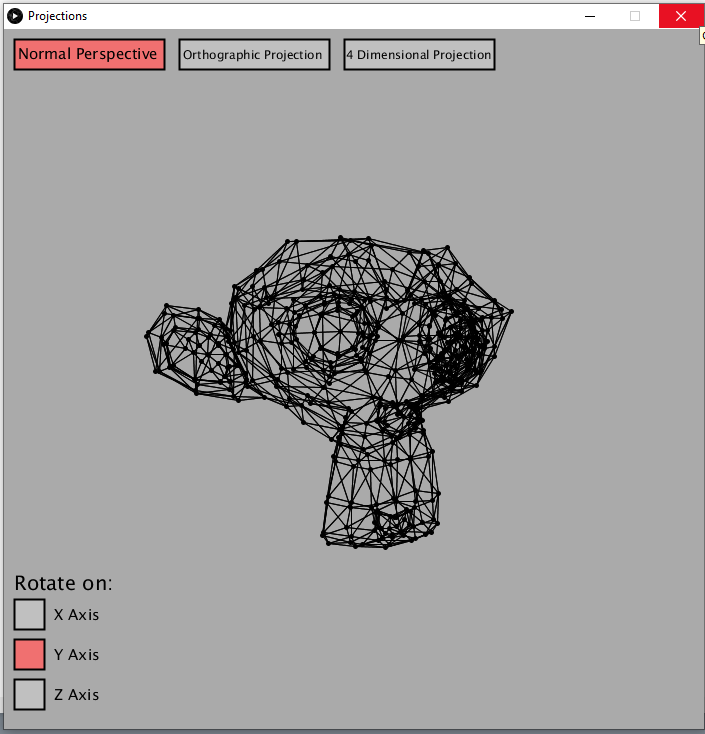 Projections
Normal Perspective
Orthographic Projection
4 Dimensional Projection
Rotate on:
X Axis
Y Axis
Z Axis